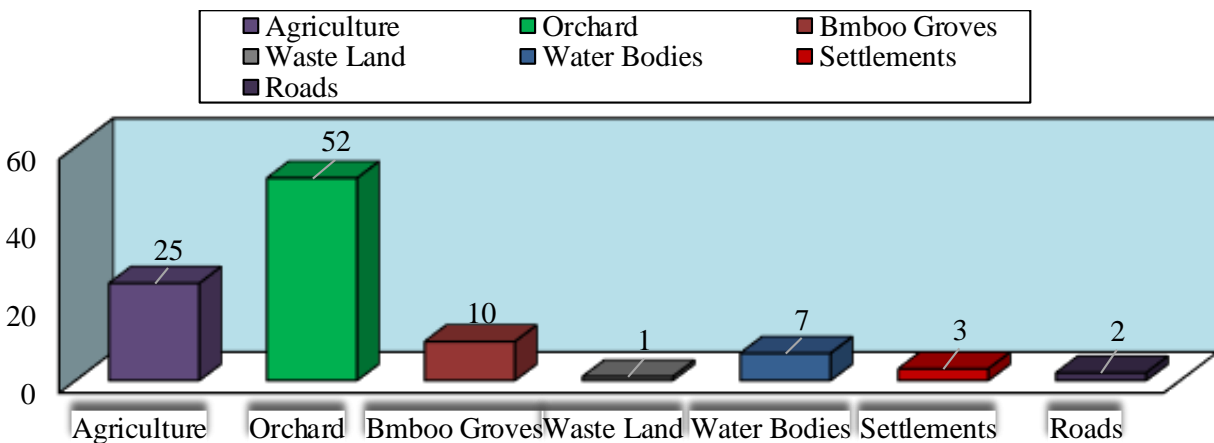 Agriculture Orchard Bmboo Groves
Waste Land Water Bodies Settlements
Roads
60
40
20
0
25
52
10
1
7
3
2
Agriculture Orchard Bmboo Groves Waste Land Water Bodies Settlements Roads